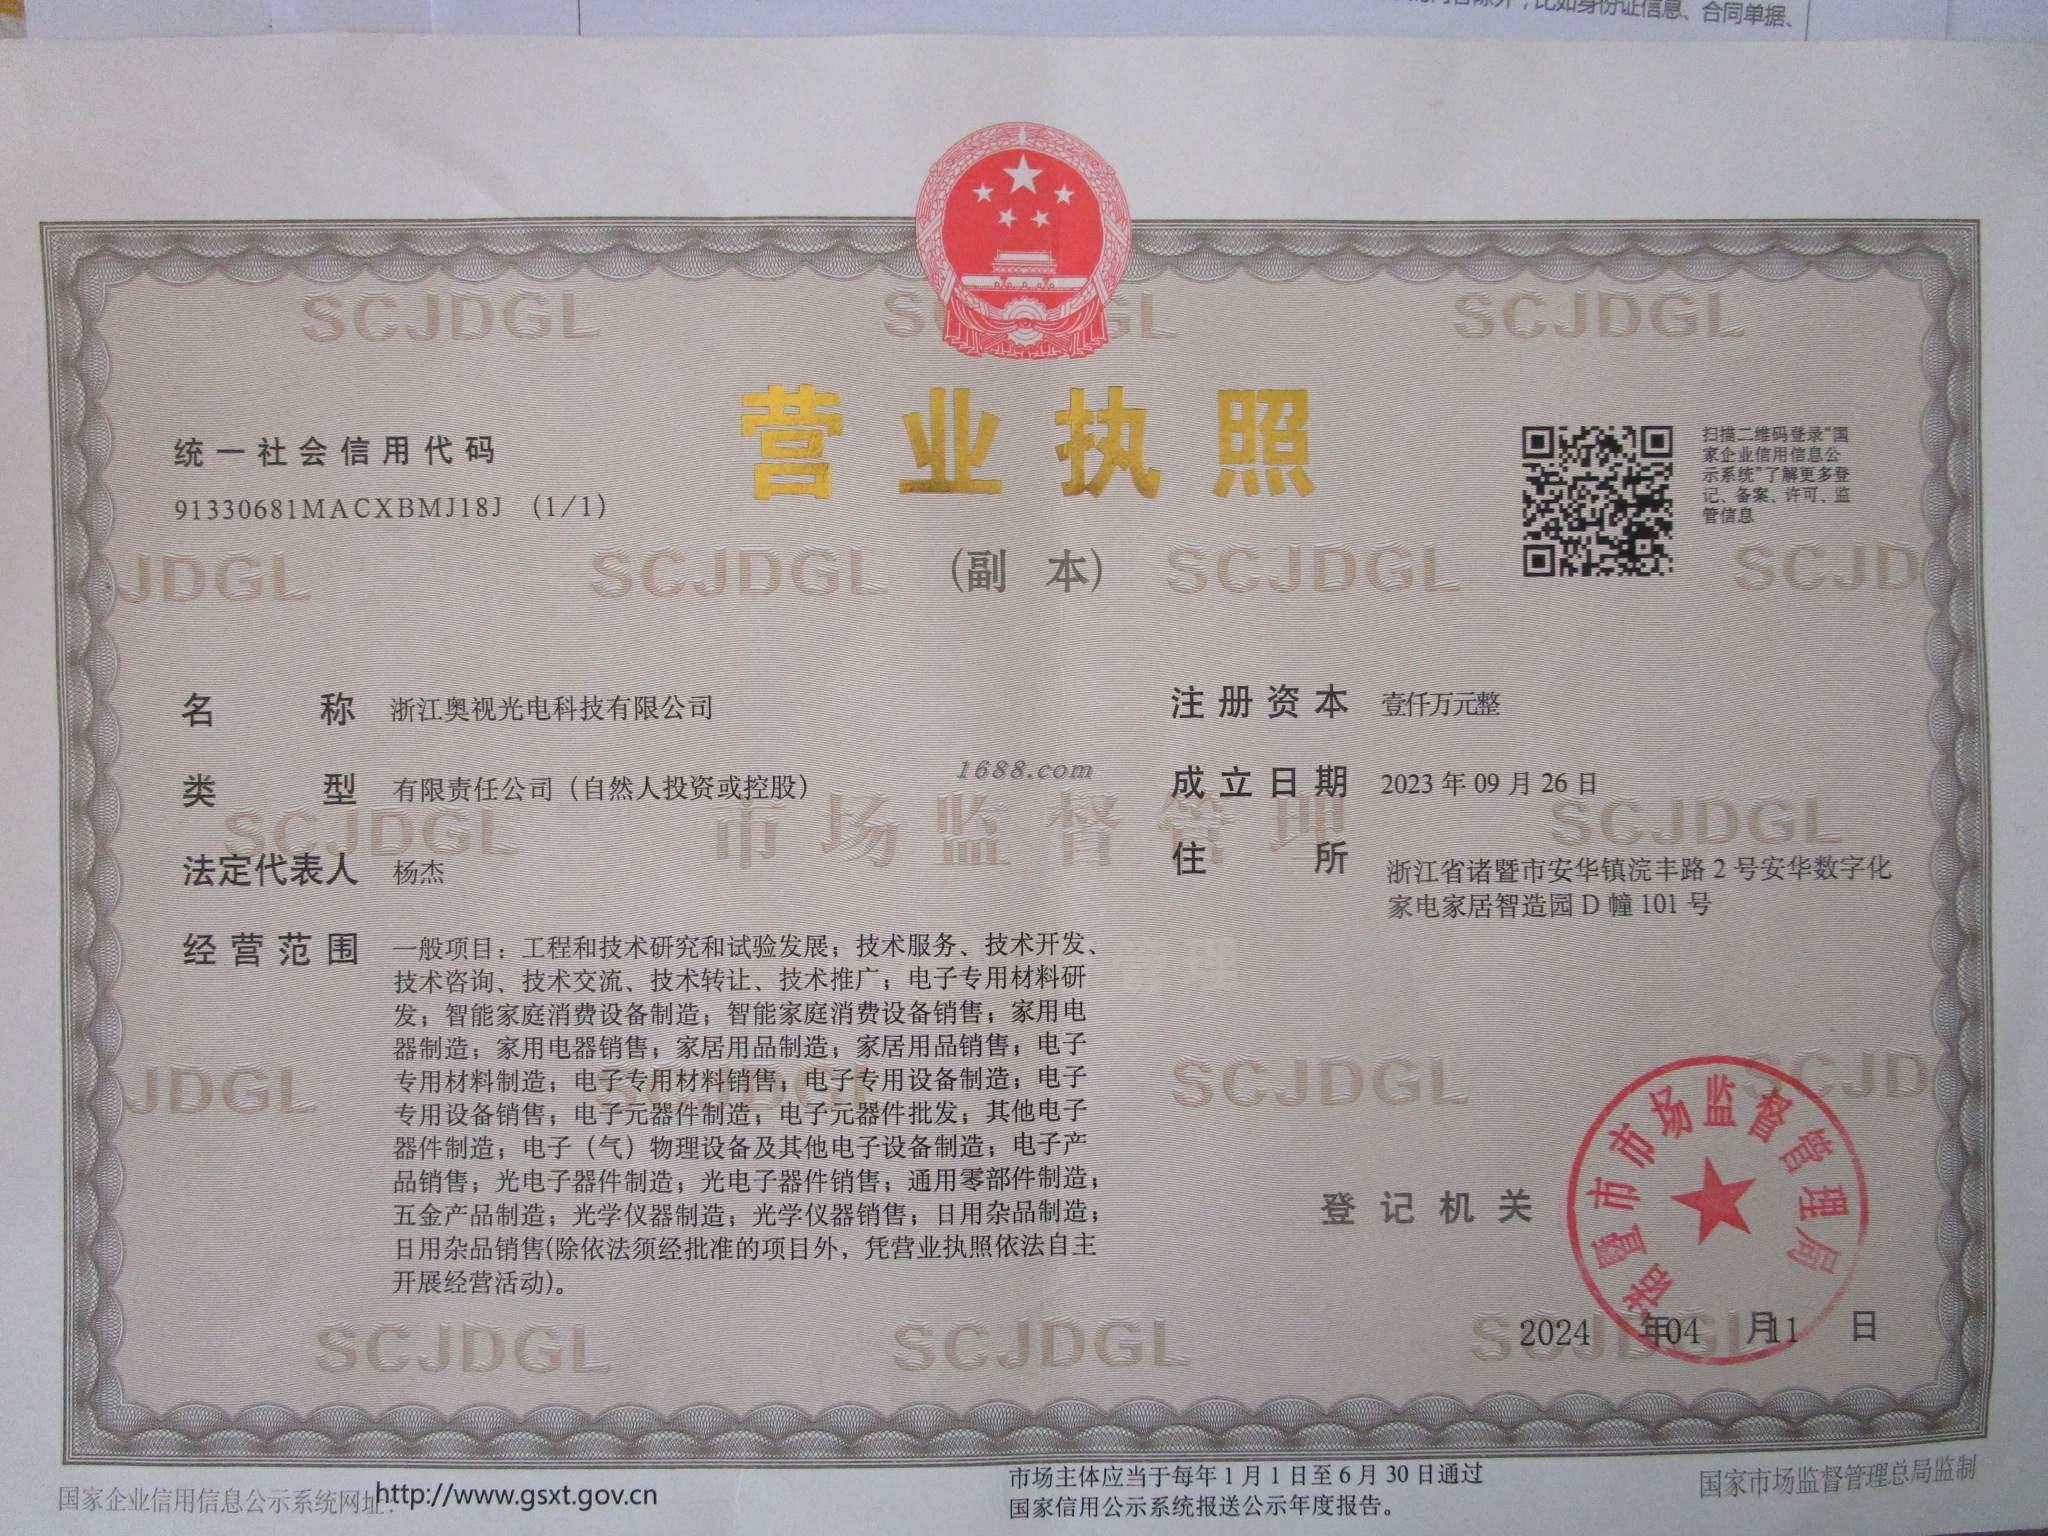 比如身份证信息、合同单据、
SCJDGL SCJDGL SCJDGL
营业执照
(副 本)
统一社会信用代码
91330681MACXBMJ18J (1/1)
扫描二维码登录“国
家企业信用信息公
示系统”了解更多登
记、备案、许可、监
管信息
JDGL SCJDGL SCJDGL SCJD
名 称 浙江奥视光电科技有限公司
类 型 有限责任公司（自然人投资或控股）
法定代表人 杨杰
经营范围 一般项目：工程和技术研究和试验发展；技术服务、技术开发、
技术咨询、技术交流、技术转让、技术推广；电子专用材料研
发；智能家庭消费设备制造；智能家庭消费设备销售；家用电
器制造；家用电器销售；家居用品制造；家居用品销售；电子
专用材料制造；电子专用材料销售；电子专用设备制造；电子
专用设备销售；电子元器件制造；电子元器件批发；其他电子
器件制造；电子（气）物理设备及其他电子设备制造；电子产
品销售；光电子器件制造；光电子器件销售；通用零部件制造；
五金产品制造；光学仪器制造；光学仪器销售；日用杂品制造；
日用杂品销售(除依法须经批准的项目外，凭营业执照依法自主
开展经营活动)。
注册资本 壹仟万元整
成立日期 2023 年 09 月 26 日
住 所 浙江省诸暨市安华镇浣丰路 2 号安华数字化
家电家居智造园 D 幢 101 号
1688.com
SCJDGL 市场监督管理 SCJDGL
JDGL SCJDGL SCJDGL SCJD
登记机关
诸暨市市场监督管理局
2024 年 04 月 11 日
SCJDGL SCJDGL SCJDGL
国家企业信用信息公示系统网址：http://www.gsxt.gov.cn
市场主体应当于每年 1 月 1 日至 6 月 30 日通过
国家信用公示系统报送公示年度报告。
国家市场监督管理总局监制